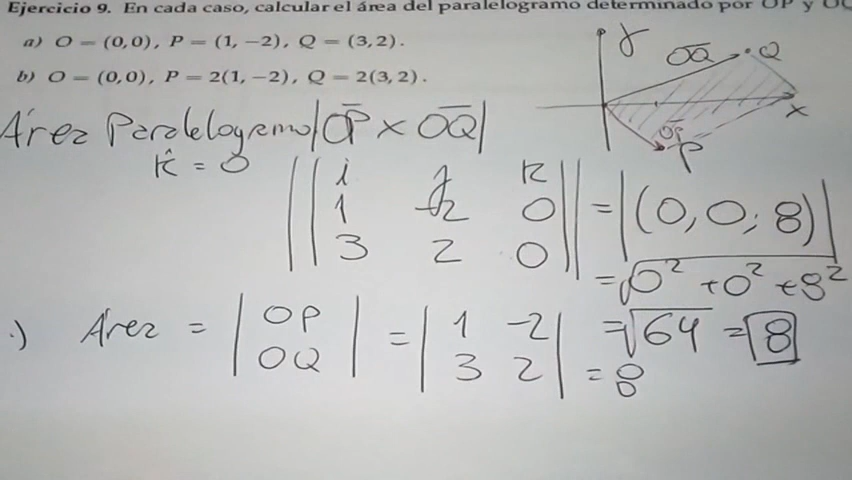 Ejercicio 9. En cada caso, calcular el área del paralelogramo determinado por OP y OQ
a) O = (0,0), P = (1,−2), Q = (3,2).
b) O = (0,0), P = 2(1,−2), Q = 2(3,2).
y OQ Q
x
OP P
Área Paralelogramo |OP × OQ|
k̂ = 0
|| i j k ||
|| 1 -2 0 || = |(0,0;8)|
|| 3 2 0 ||
= √0² + 0² + 8²
= √64 = √8
.) Área = | OP | = | 1 -2 |
| OQ | | 3 2 | = 8